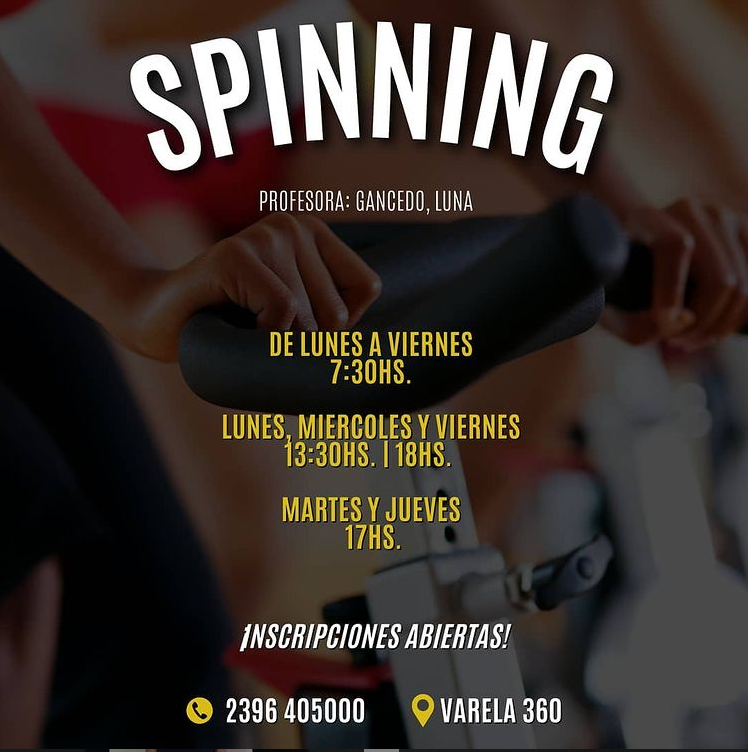 SPINNING
PROFESORA: GANCEDO, LUNA
DE LUNES A VIERNES
7:30HS.
LUNES, MIERCOLES Y VIERNES
13:30HS. | 18HS.
MARTES Y JUEVES
17HS.
¡INSCRIPCIONES ABIERTAS!
2396 405000 VARELA 360